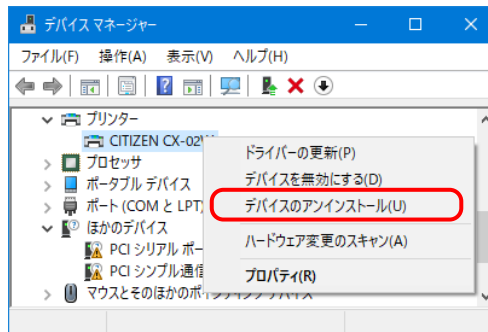 デバイス マネージャー
ファイル(F) 操作(A) 表示(V) ヘルプ(H)
プリンター
CITIZEN CX-02W
ドライバーの更新(P)
プロセッサ
デバイスを無効にする(D)
ポータブル デバイス
デバイスのアンインストール(U)
ポート (COM と LPT)
ほかのデバイス
ハードウェア変更のスキャン(A)
PCI シリアル ポー
PCI シンプル通信
プロパティ(R)
マウスとそのほかのポインティング デバイス